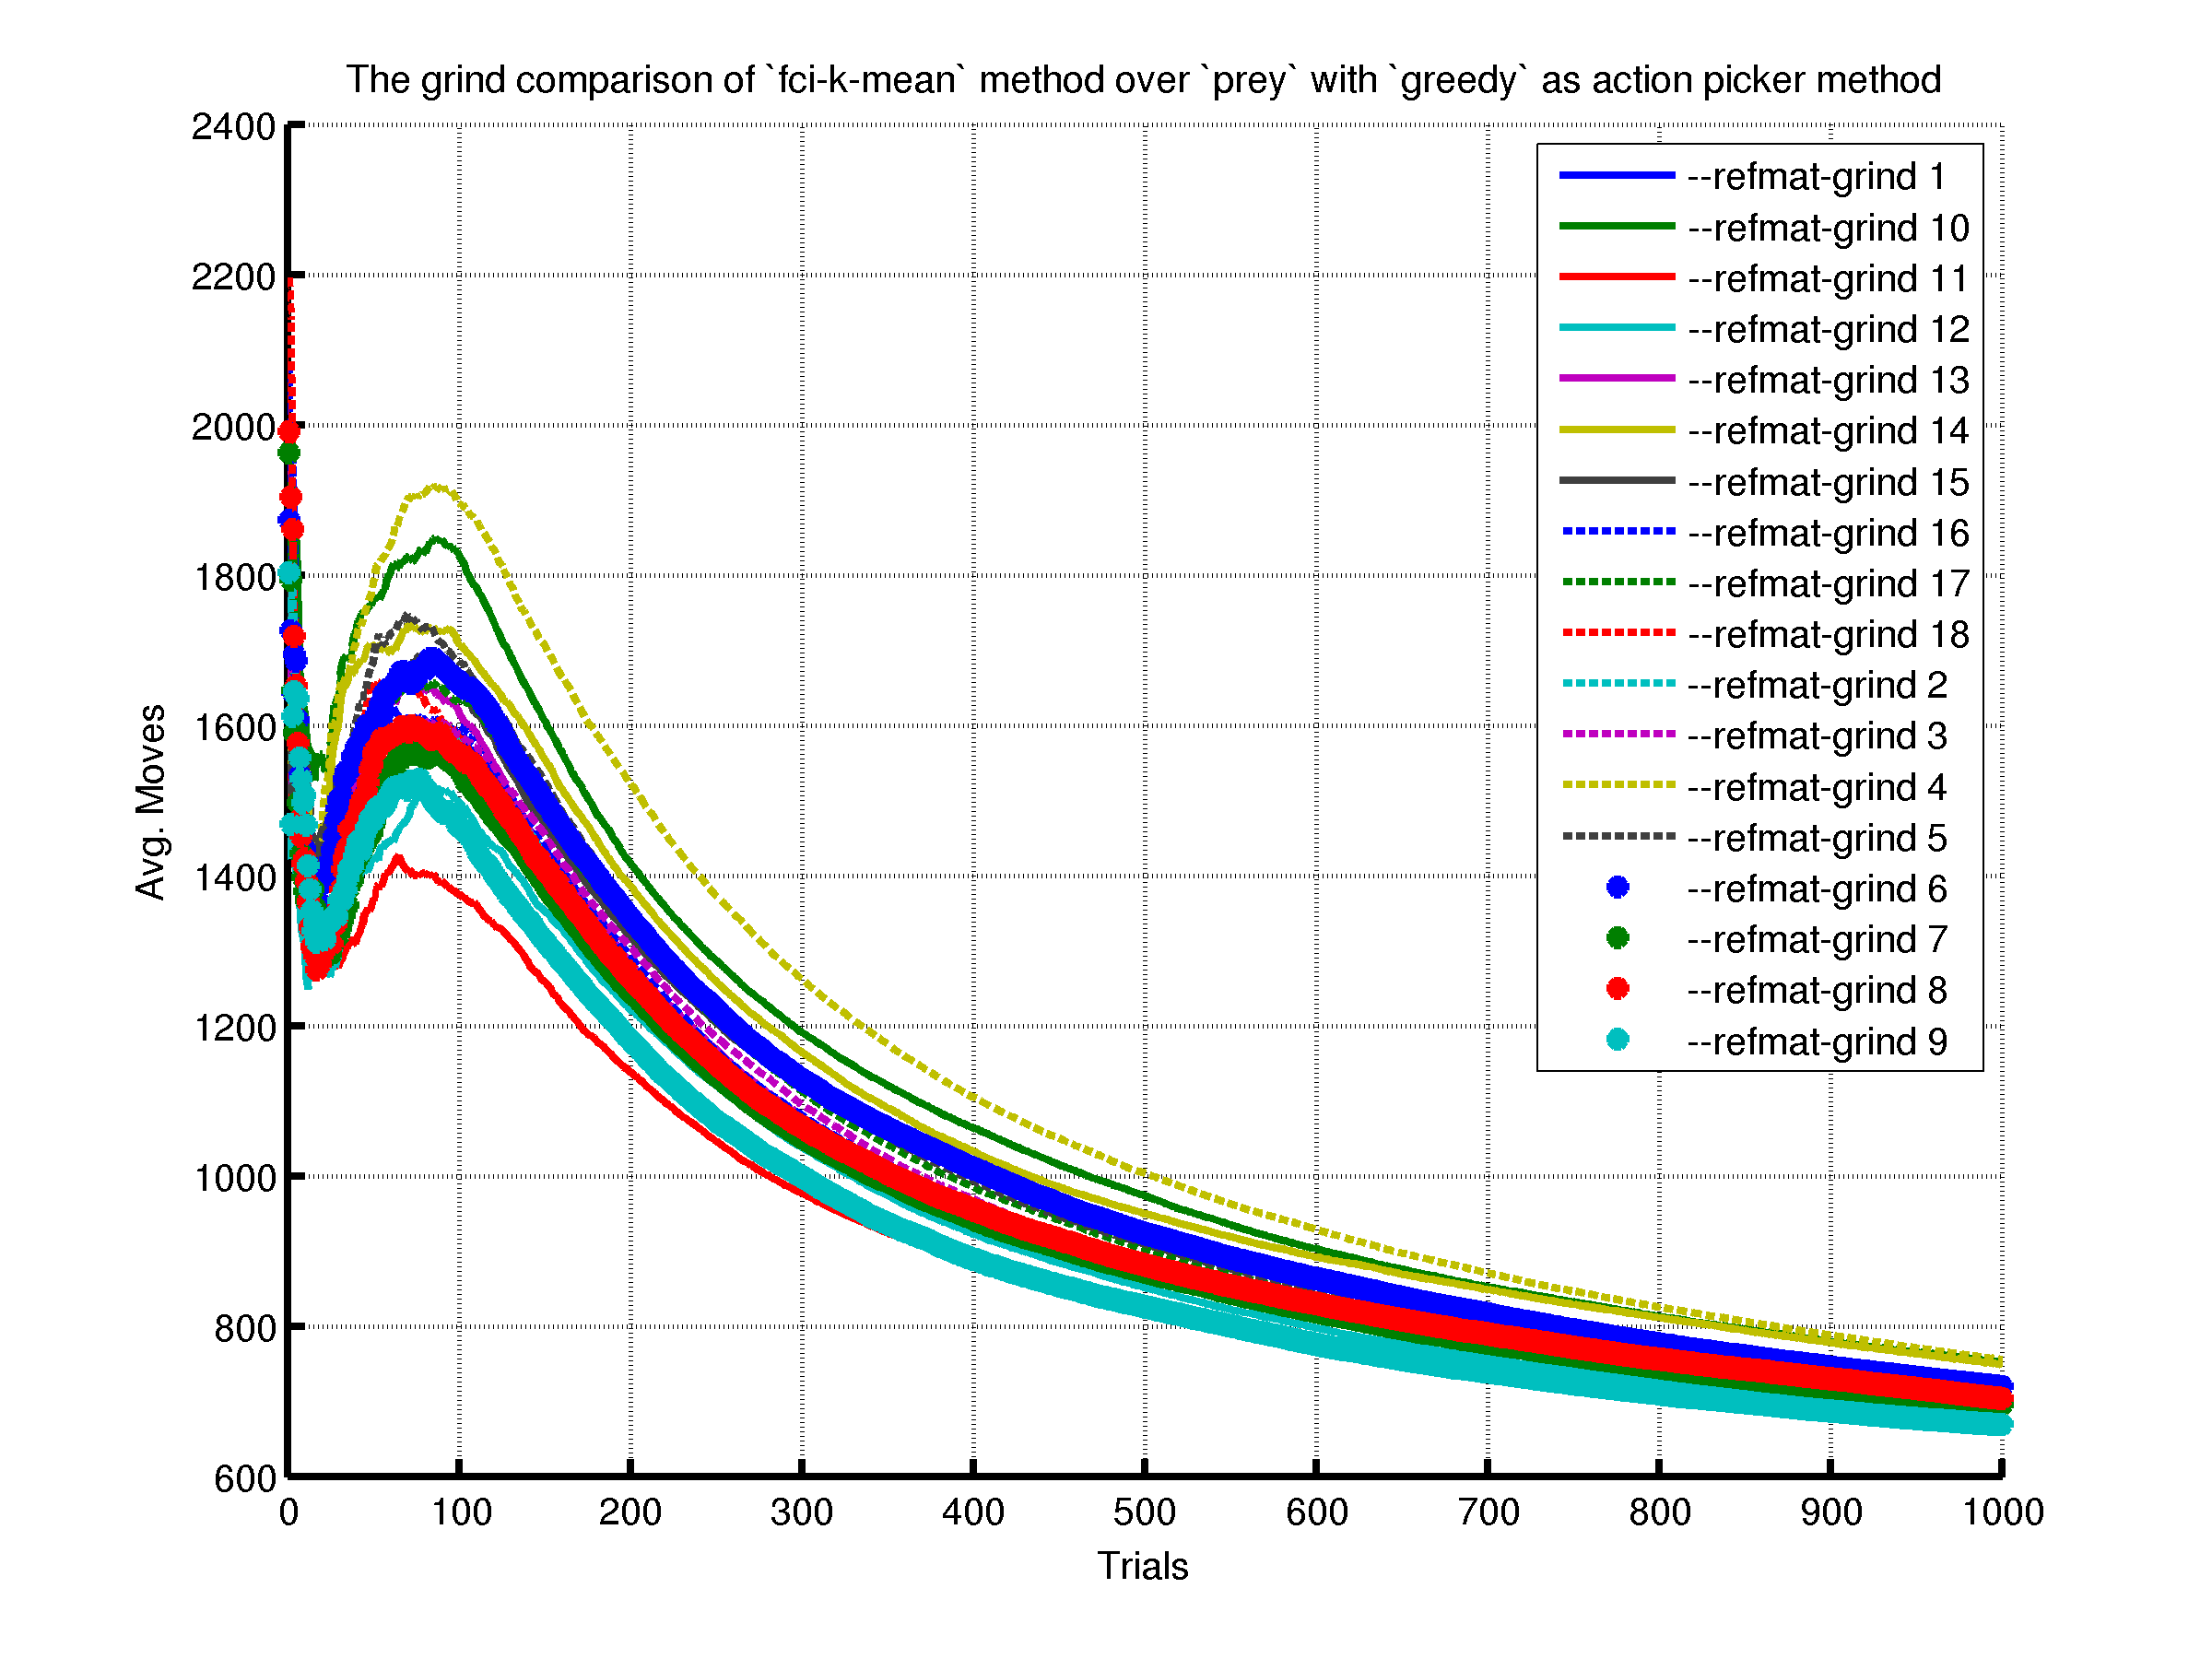 The grind comparison of `fci-k-mean` method over `prey` with `greedy` as action picker method
2400
2200
2000
1800
1600
1400
1200
1000
800
600
Avg. Moves
0 100 200 300 400 500 600 700 800 900 1000
Trials
--refmat-grind 1
--refmat-grind 10
--refmat-grind 11
--refmat-grind 12
--refmat-grind 13
--refmat-grind 14
--refmat-grind 15
--refmat-grind 16
--refmat-grind 17
--refmat-grind 18
--refmat-grind 2
--refmat-grind 3
--refmat-grind 4
--refmat-grind 5
--refmat-grind 6
--refmat-grind 7
--refmat-grind 8
--refmat-grind 9